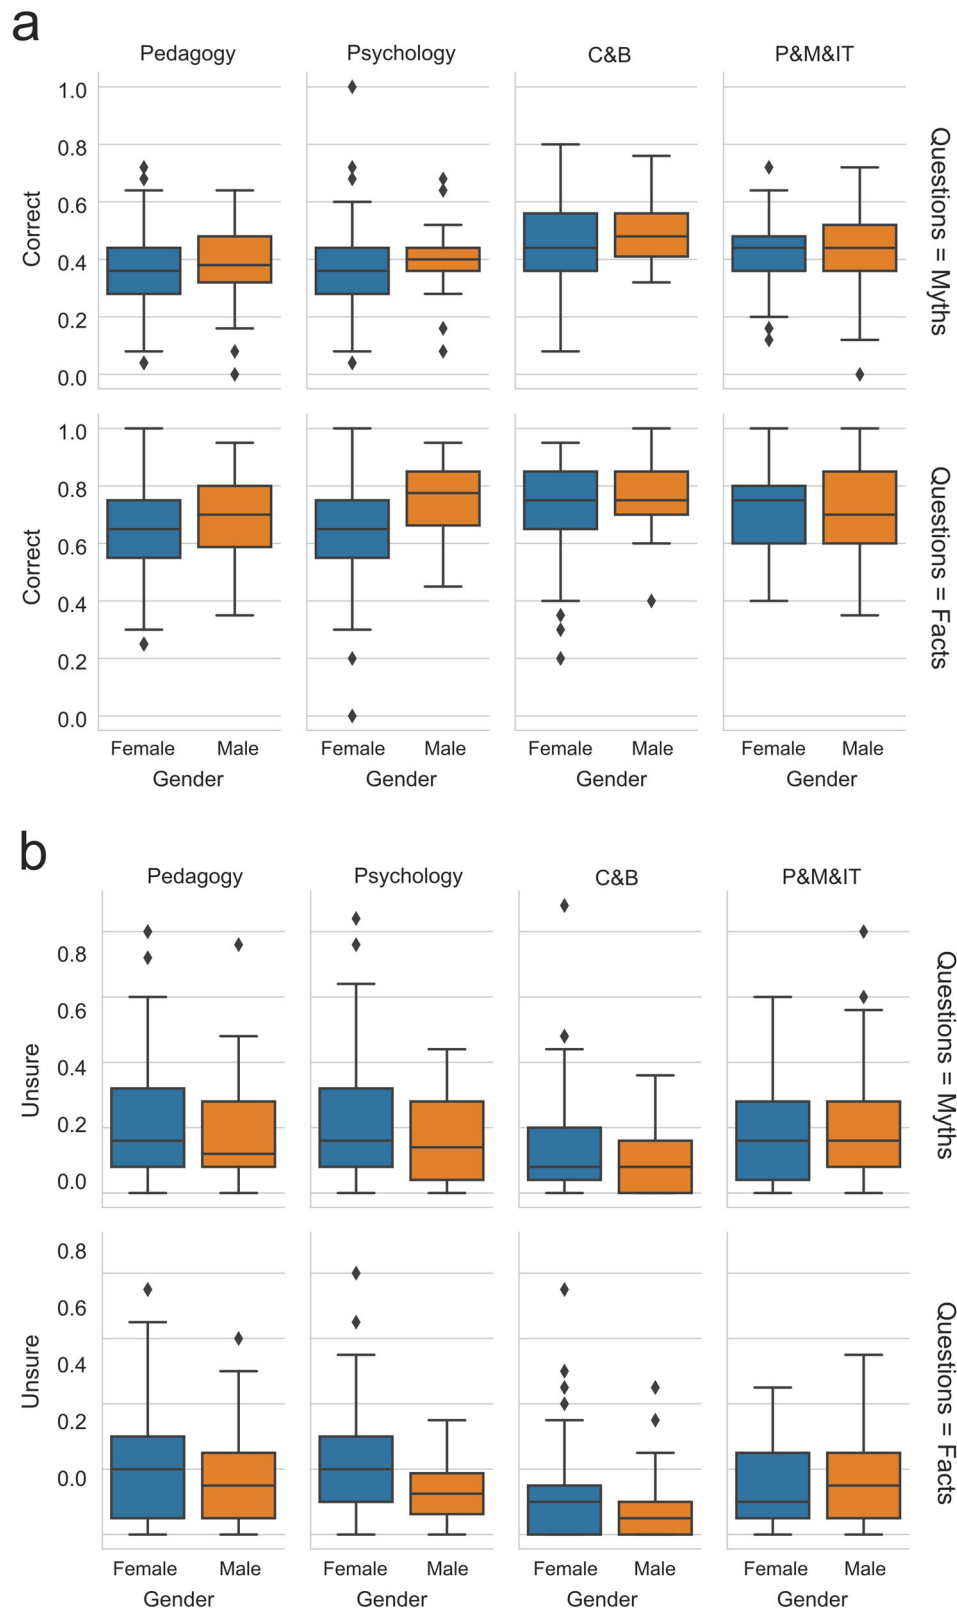 a
Pedagogy Psychology C&B P&M&IT
1.0
0.8
0.6
0.4
0.2
0.0
Correct
Questions = Myths
1.0
0.8
0.6
0.4
0.2
0.0
Correct
Questions = Facts
Female Male Female Male Female Male Female Male
Gender Gender Gender Gender
b
Pedagogy Psychology C&B P&M&IT
0.8
0.6
0.4
0.2
0.0
Unsure
Questions = Myths
0.8
0.6
0.4
0.2
0.0
Unsure
Questions = Facts
Female Male Female Male Female Male Female Male
Gender Gender Gender Gender